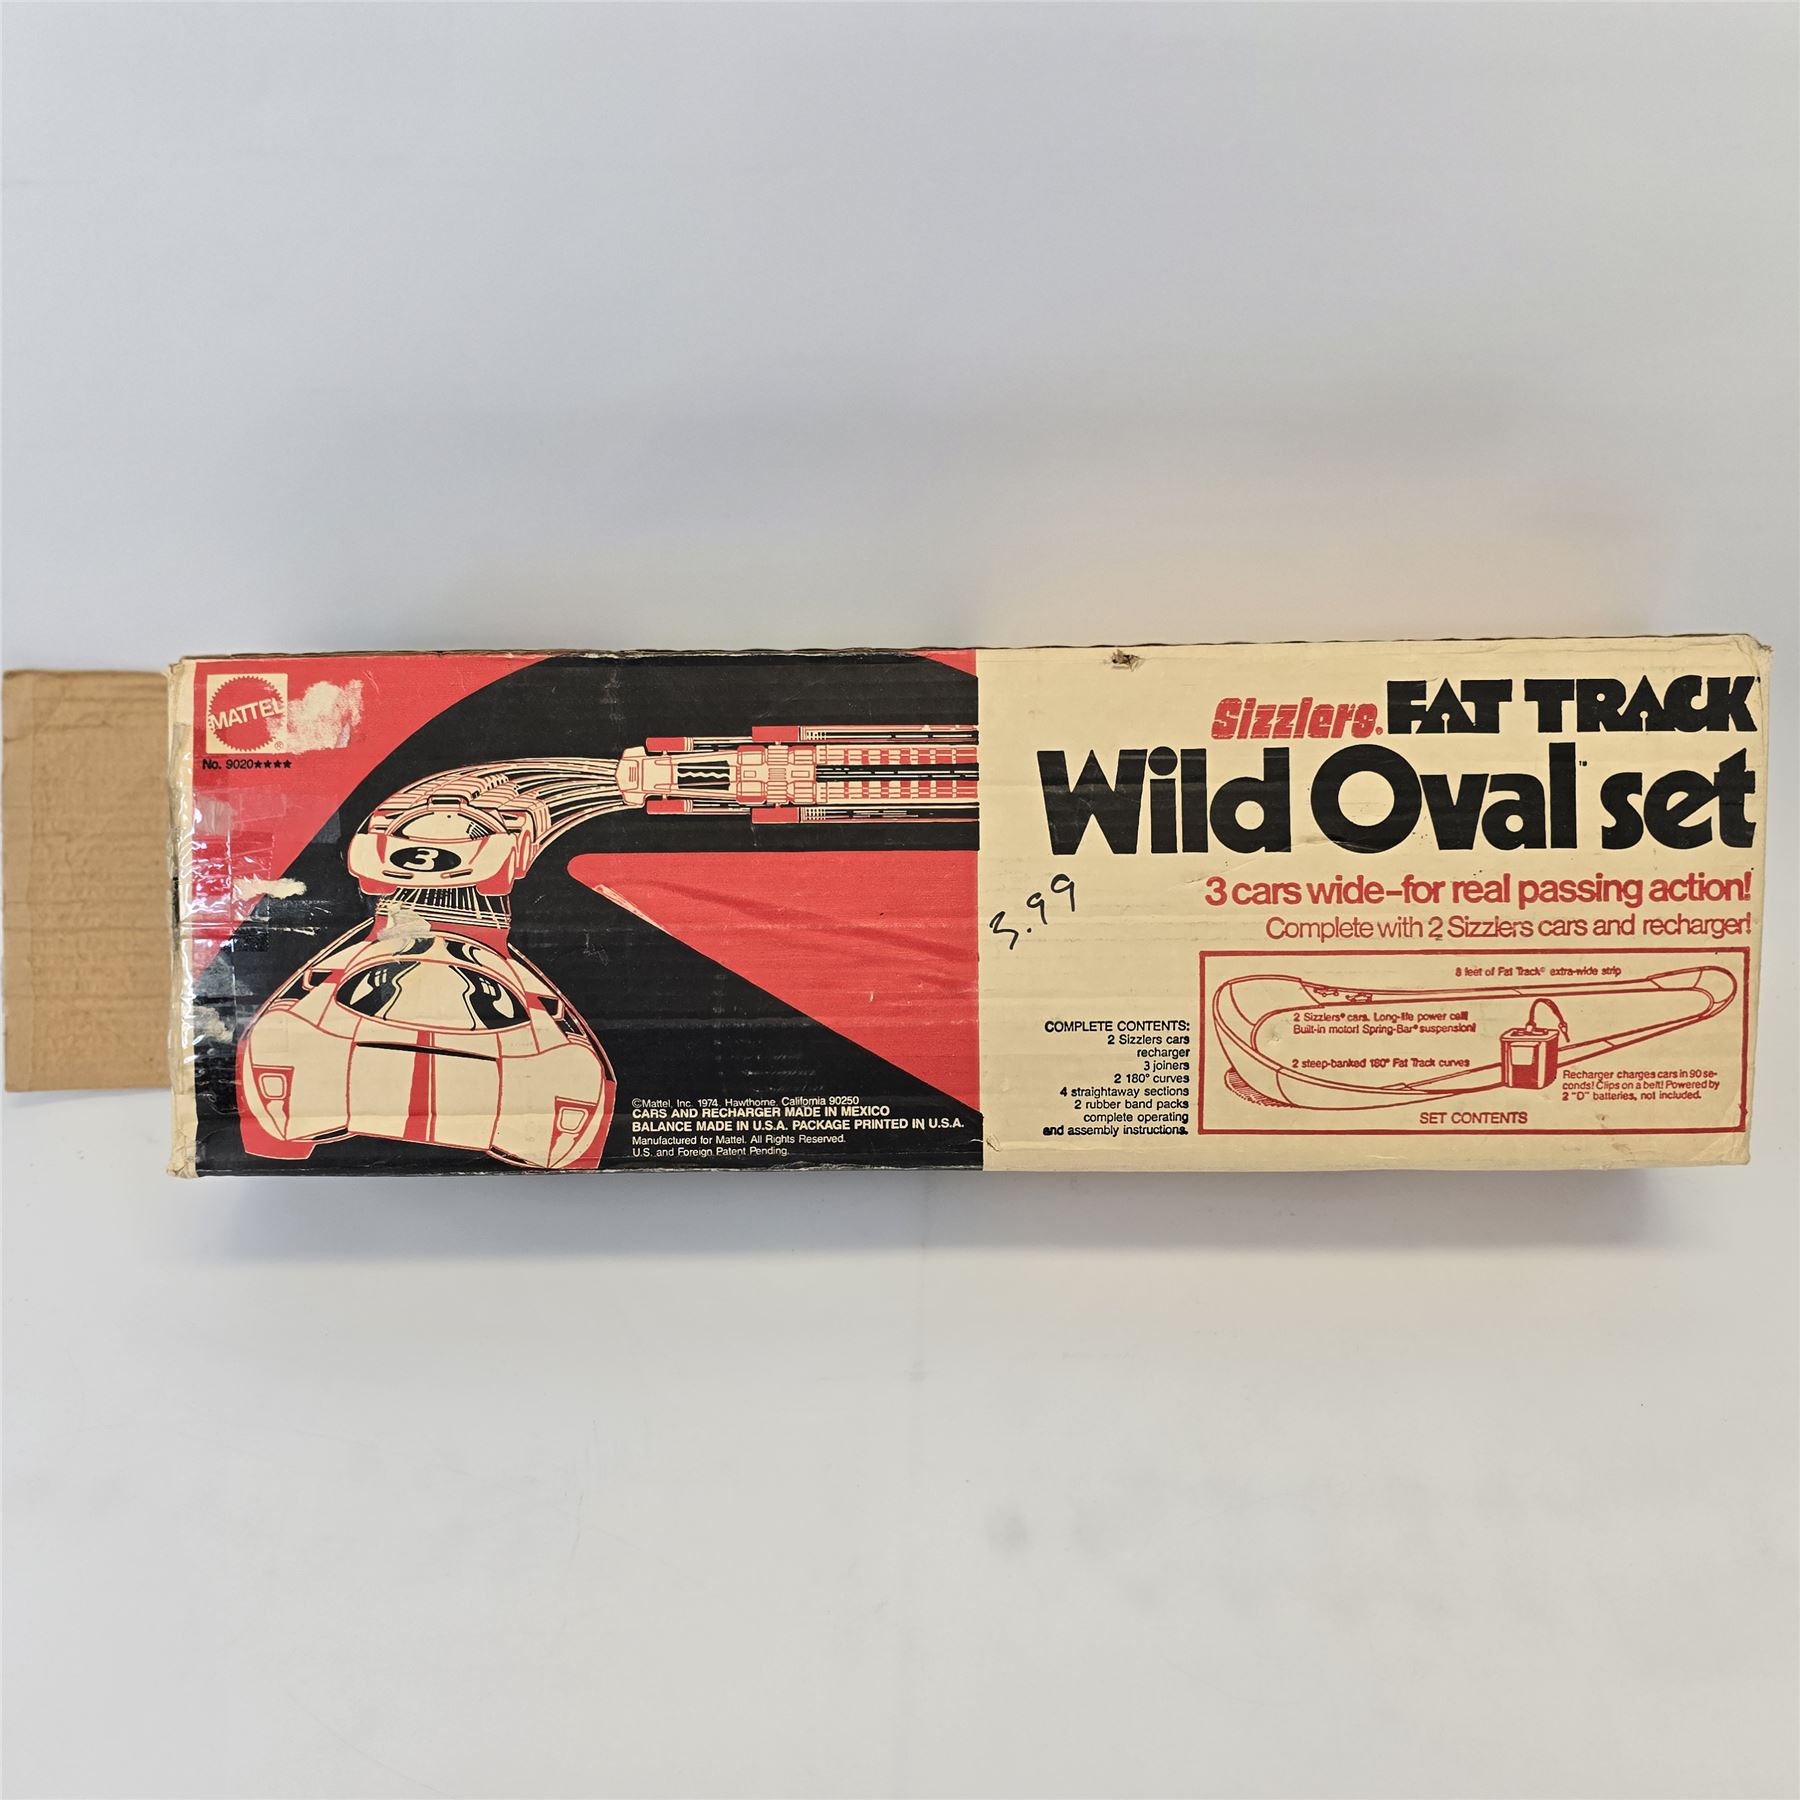 MATTEL
®
No. 9020★★★★
3
©Mattel, Inc. 1974. Hawthorne, California 90250
CARS AND RECHARGER MADE IN MEXICO
BALANCE MADE IN U.S.A. PACKAGE PRINTED IN U.S.A.
Manufactured for Mattel. All Rights Reserved.
U.S. and Foreign Patent Pending.
Sizzlers® FAT TRACK
Wild Oval™ set
3 cars wide–for real passing action!
Complete with 2 Sizzlers cars and recharger!
3.99
COMPLETE CONTENTS:
2 Sizzlers cars
recharger
3 joiners
2 180° curves
4 straightaway sections
2 rubber band packs
complete operating
and assembly instructions.
8 feet of Fat Track® extra-wide strip
2 Sizzlers® cars. Long-life power cell!
Built-in motor! Spring-Bar® suspension!
2 steep-banked 180° Fat Track curves
Recharger charges cars in 90 se-
conds! Clips on a belt! Powered by
2 "D" batteries, not included.
SET CONTENTS